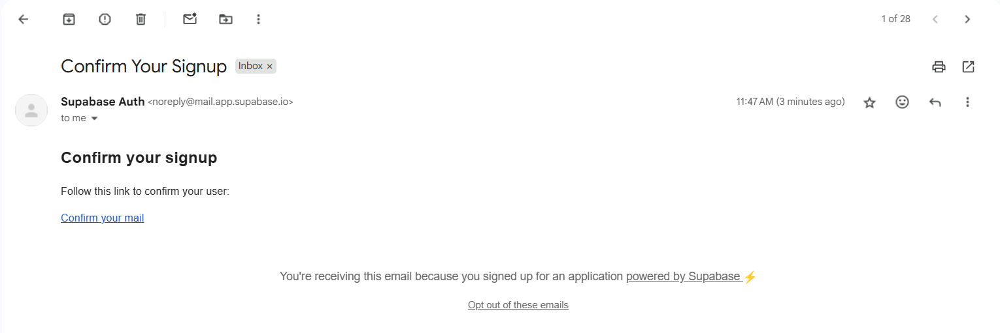 1 of 28
Confirm Your Signup Inbox ×
Supabase Auth <noreply@mail.app.supabase.io> 11:47 AM (3 minutes ago)
to me
Confirm your signup
Follow this link to confirm your user:
Confirm your mail
You're receiving this email because you signed up for an application powered by Supabase ⚡
Opt out of these emails